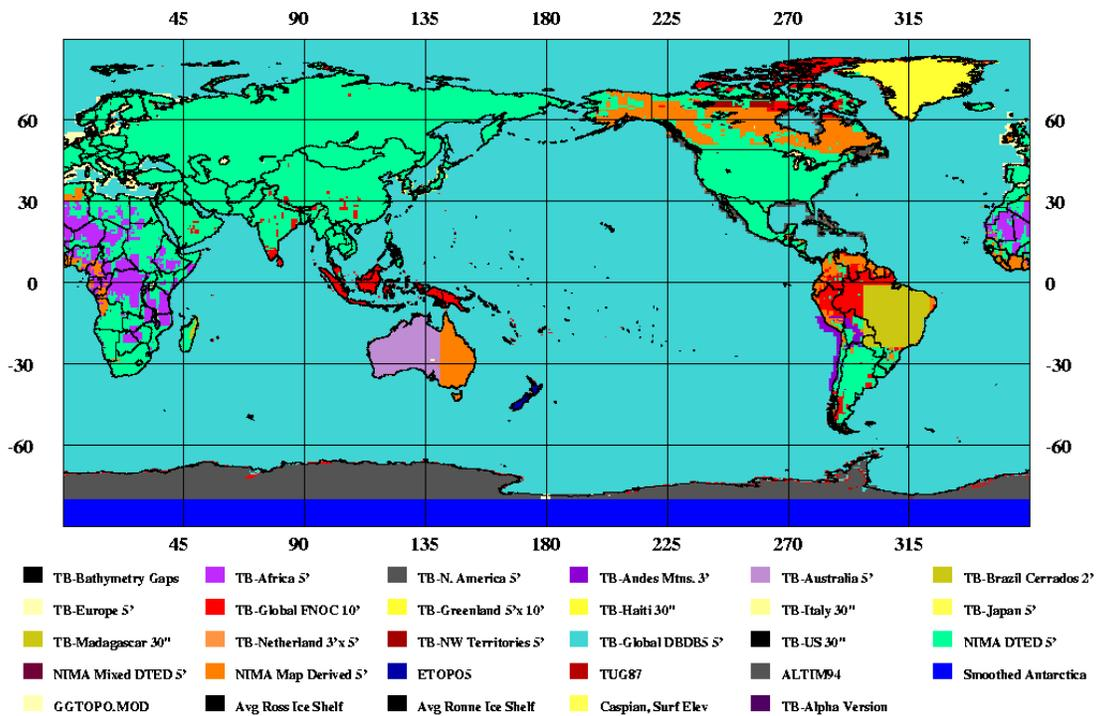 45 90 135 180 225 270 315
60 60
30 30
0 0
-30 -30
-60 -60
45 90 135 180 225 270 315
TB-Bathymetry Gaps TB-Africa 5' TB-N. America 5' TB-Andes Mtns. 3' TB-Australia 5' TB-Brazil Cerrados 2'
TB-Europe 5' TB-Global FNOC 10' TB-Greenland 5'x 10' TB-Haiti 30" TB-Italy 30" TB-Japan 5'
TB-Madagascar 30" TB-Netherland 3'x 5' TB-NW Territories 5' TB-Global DBDB5 5' TB-US 30" NIMA DTED 5'
NIMA Mixed DTED 5' NIMA Map Derived 5' ETOPO5 TUG87 ALTIM94 Smoothed Antarctica
GGTOPO.MOD Avg Ross Ice Shelf Avg Ronne Ice Shelf Caspian, Surf Elev TB-Alpha Version